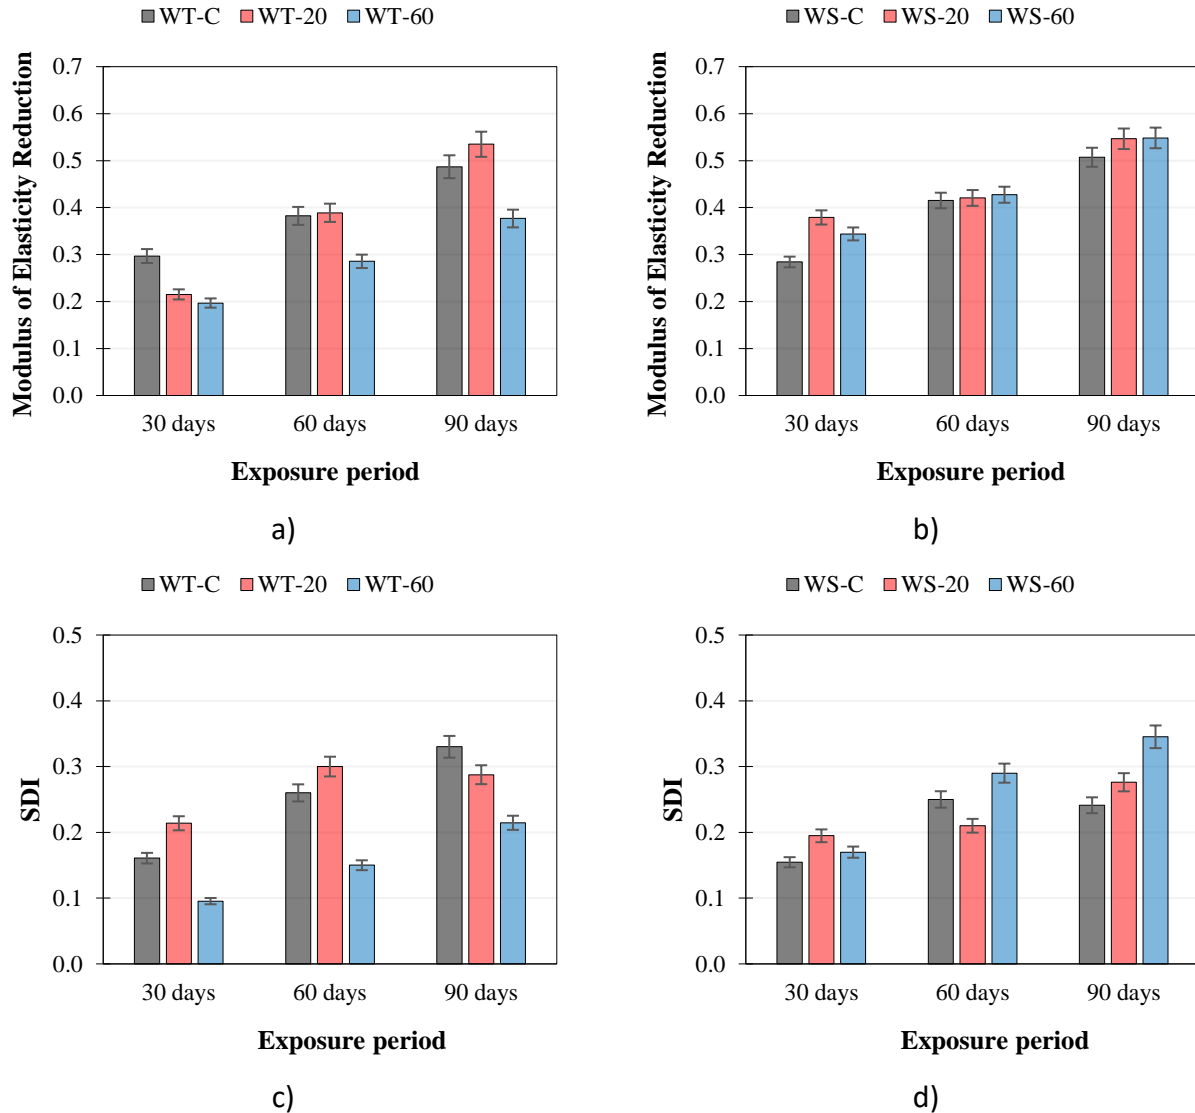 WT-C WT-20 WT-60
Modulus of Elasticity Reduction
0.7
0.6
0.5
0.4
0.3
0.2
0.1
0.0
30 days 60 days 90 days
Exposure period
a)
WS-C WS-20 WS-60
Modulus of Elasticity Reduction
0.7
0.6
0.5
0.4
0.3
0.2
0.1
0.0
30 days 60 days 90 days
Exposure period
b)
WT-C WT-20 WT-60
SDI
0.5
0.4
0.3
0.2
0.1
0.0
30 days 60 days 90 days
Exposure period
c)
WS-C WS-20 WS-60
SDI
0.5
0.4
0.3
0.2
0.1
0.0
30 days 60 days 90 days
Exposure period
d)